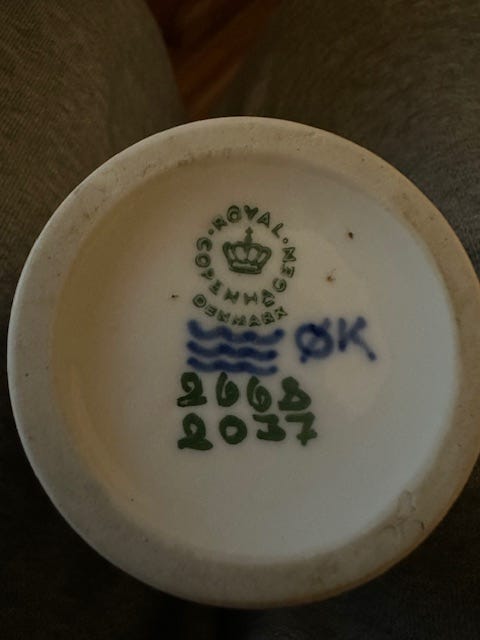 ROYAL COPENHAGEN
DENMARK
ØK
2668
2037